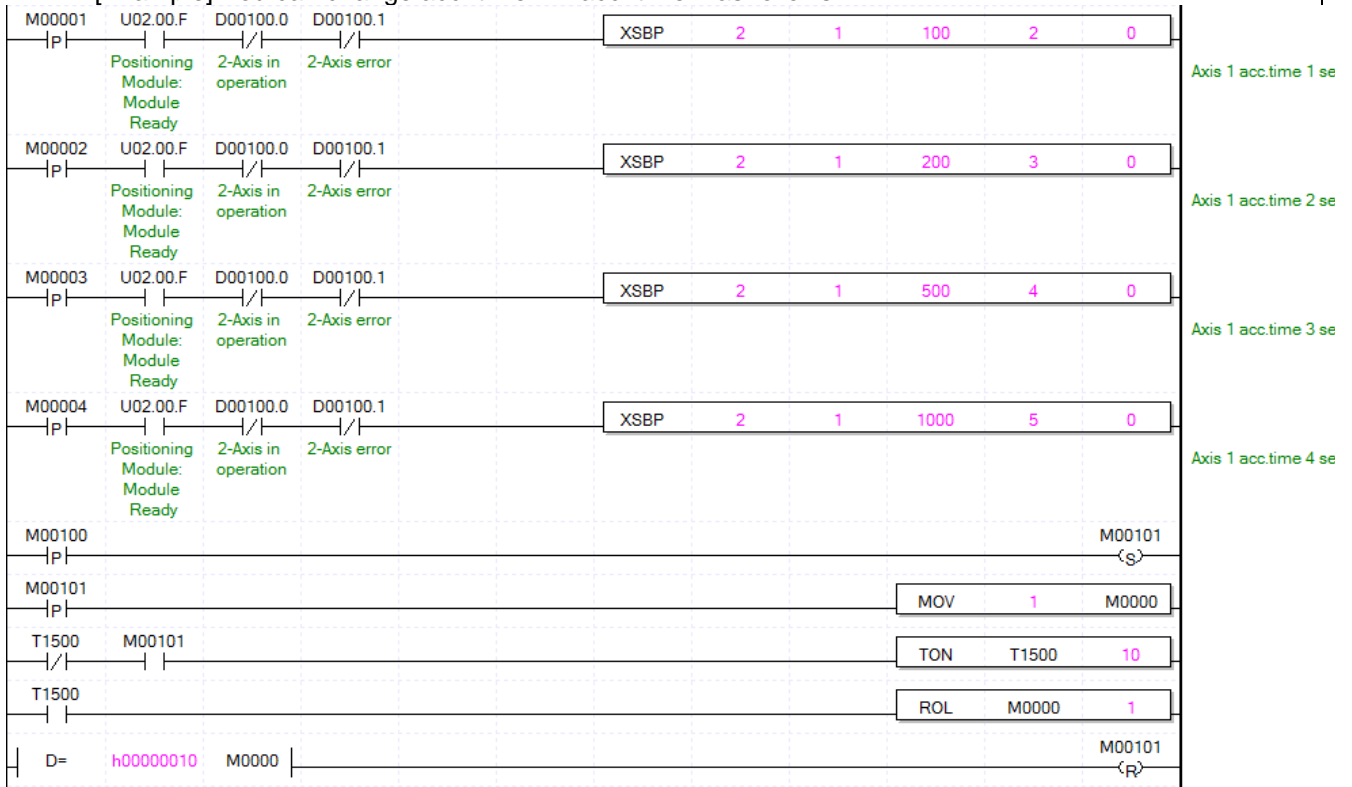 M00001 U02.00.F D00100.0 D00100.1
P XSBP 2 1 100 2 0
Positioning Module: Module Ready 2-Axis in operation 2-Axis error Axis 1 acc.time 1 se
M00002 U02.00.F D00100.0 D00100.1
P XSBP 2 1 200 3 0
Positioning Module: Module Ready 2-Axis in operation 2-Axis error Axis 1 acc.time 2 se
M00003 U02.00.F D00100.0 D00100.1
P XSBP 2 1 500 4 0
Positioning Module: Module Ready 2-Axis in operation 2-Axis error Axis 1 acc.time 3 se
M00004 U02.00.F D00100.0 D00100.1
P XSBP 2 1 1000 5 0
Positioning Module: Module Ready 2-Axis in operation 2-Axis error Axis 1 acc.time 4 se
M00100 M00101
P S
M00101
P MOV 1 M0000
T1500 M00101
TON T1500 10
T1500
ROL M0000 1
M00101
D= h00000010 M0000 R